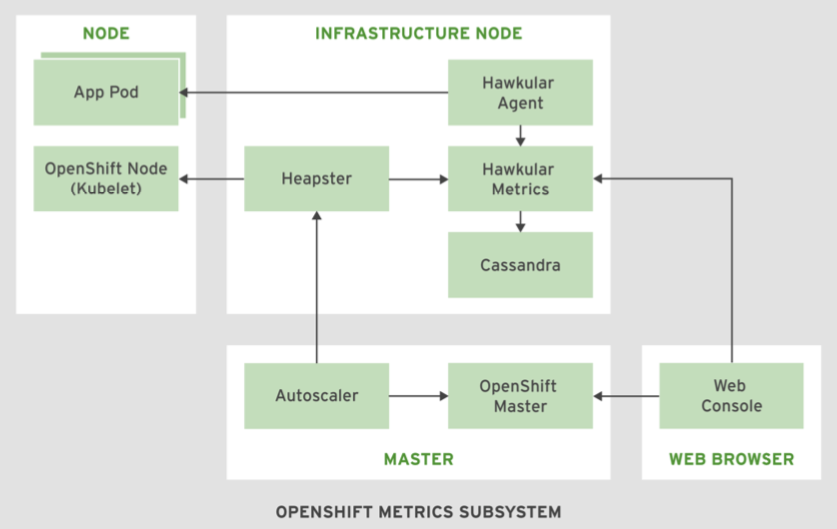 NODE
INFRASTRUCTURE NODE
App Pod
Hawkular
Agent
OpenShift Node
(Kubelet)
Heapster
Hawkular
Metrics
Cassandra
Autoscaler
OpenShift
Master
Web
Console
MASTER
WEB BROWSER
OPENSHIFT METRICS SUBSYSTEM